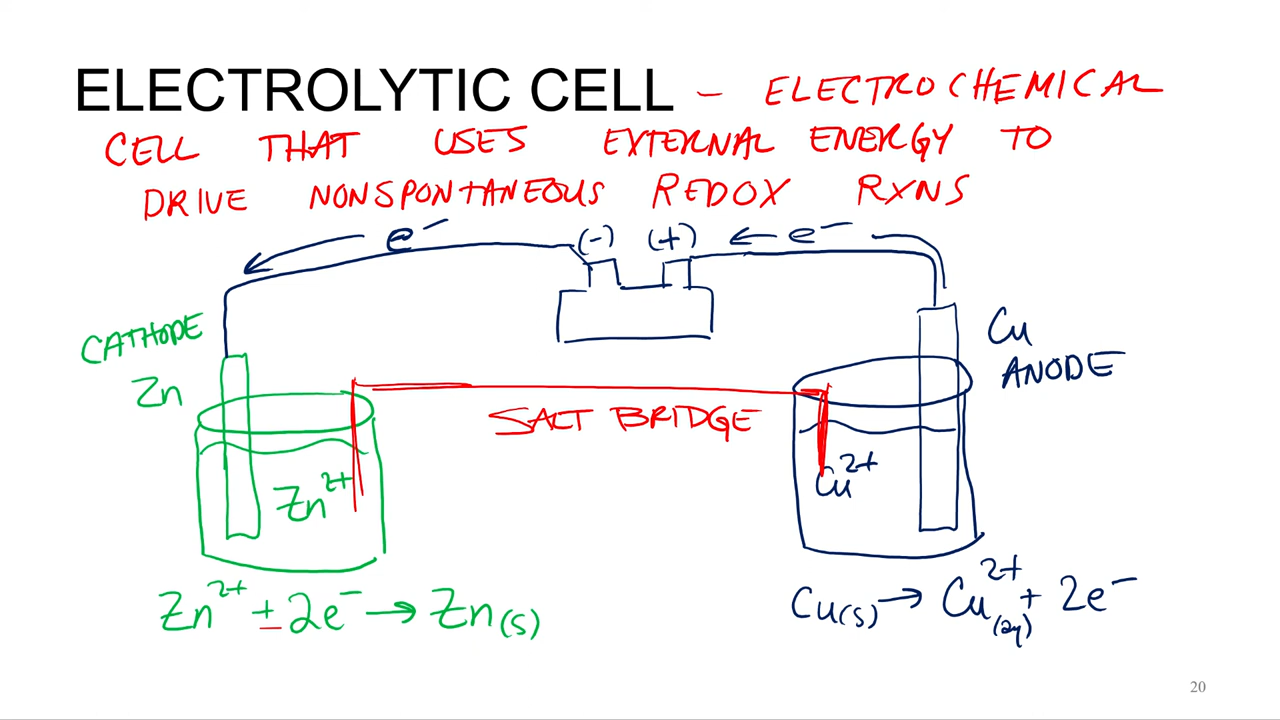 ELECTROLYTIC CELL - ELECTROCHEMICAL
CELL THAT USES EXTERNAL ENERGY TO
DRIVE NONSPONTANEOUS REDOX RXNS
e⁻ (-) (+) e⁻
CATHODE
Zn
Cu
ANODE
SALT BRIDGE
Zn²⁺
Cu²⁺
Zn²⁺ + 2e⁻ → Zn(s)
Cu(s) → Cu²⁺(aq) + 2e⁻
20